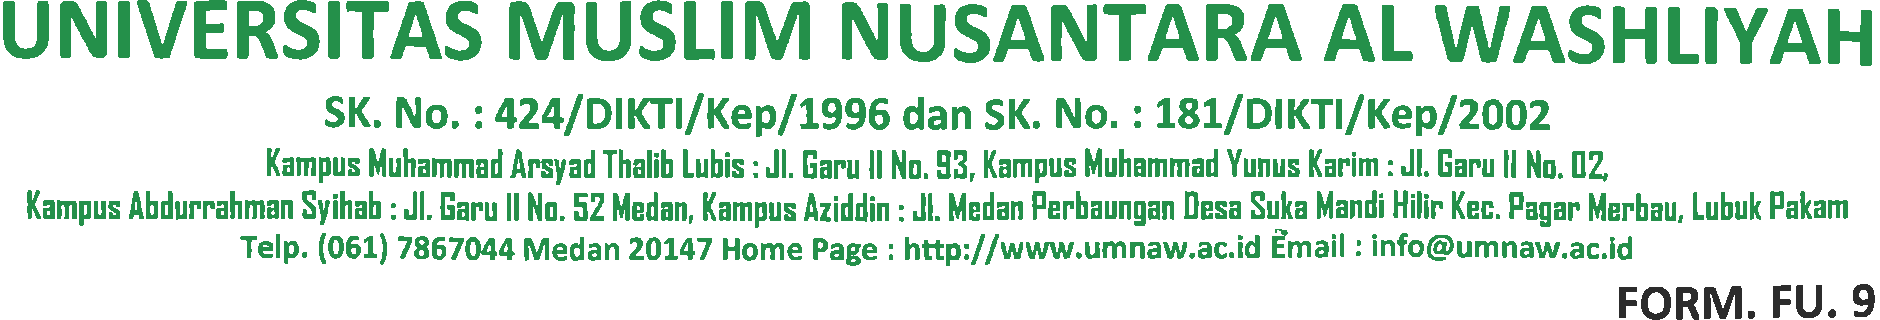 UNIVERSITAS MUSLIM NUSANTARA AL WASHLIYAH
SK. No. : 424/DIKTI/Kep/1996 dan SK. No. : 181/DIKTI/Kep/2002
Kampus Muhammad Arsyad Thalib Lubis : Jl. Garu II No. 93, Kampus Muhammad Yunus Karim : Jl. Garu II No. 02,
Kampus Abdurrahman Syihab : Jl. Garu II No. 52 Medan, Kampus Aziddin : Jl. Medan Perbaungan Desa Suka Mandi Hilir Kec. Pagar Merbau, Lubuk Pakam
Telp. (061) 7867044 Medan 20147 Home Page : http://www.umnaw.ac.id Email : info@umnaw.ac.id
FORM. FU. 9